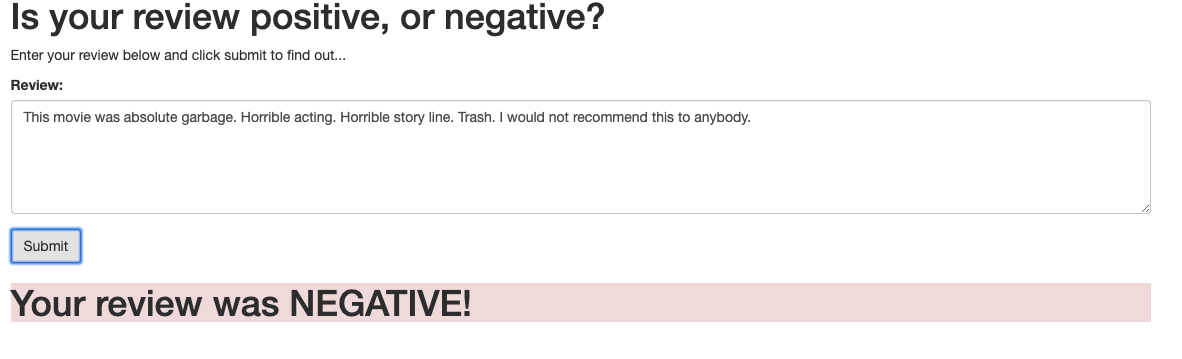 Is your review positive, or negative?
Enter your review below and click submit to find out...
Review:
This movie was absolute garbage. Horrible acting. Horrible story line. Trash. I would not recommend this to anybody.
Submit
Your review was NEGATIVE!